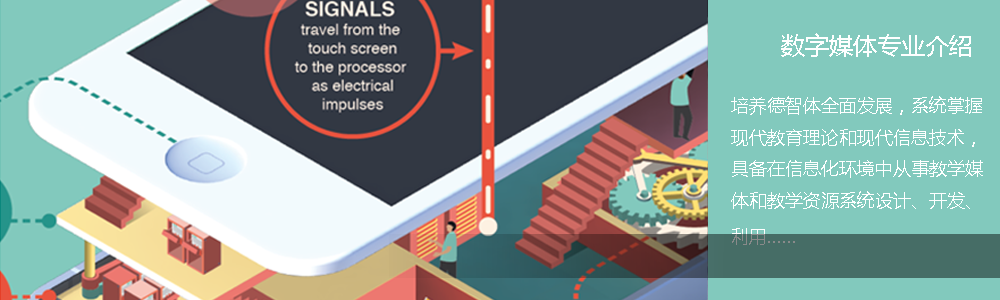 SIGNALS
travel from the
touch screen
to the processor
as electrical
impulses
数字媒体专业介绍
培养德智体全面发展，系统掌握
现代教育理论和现代信息技术，
具备在信息化环境中从事教学媒
体和教学资源系统设计、开发、
利用......